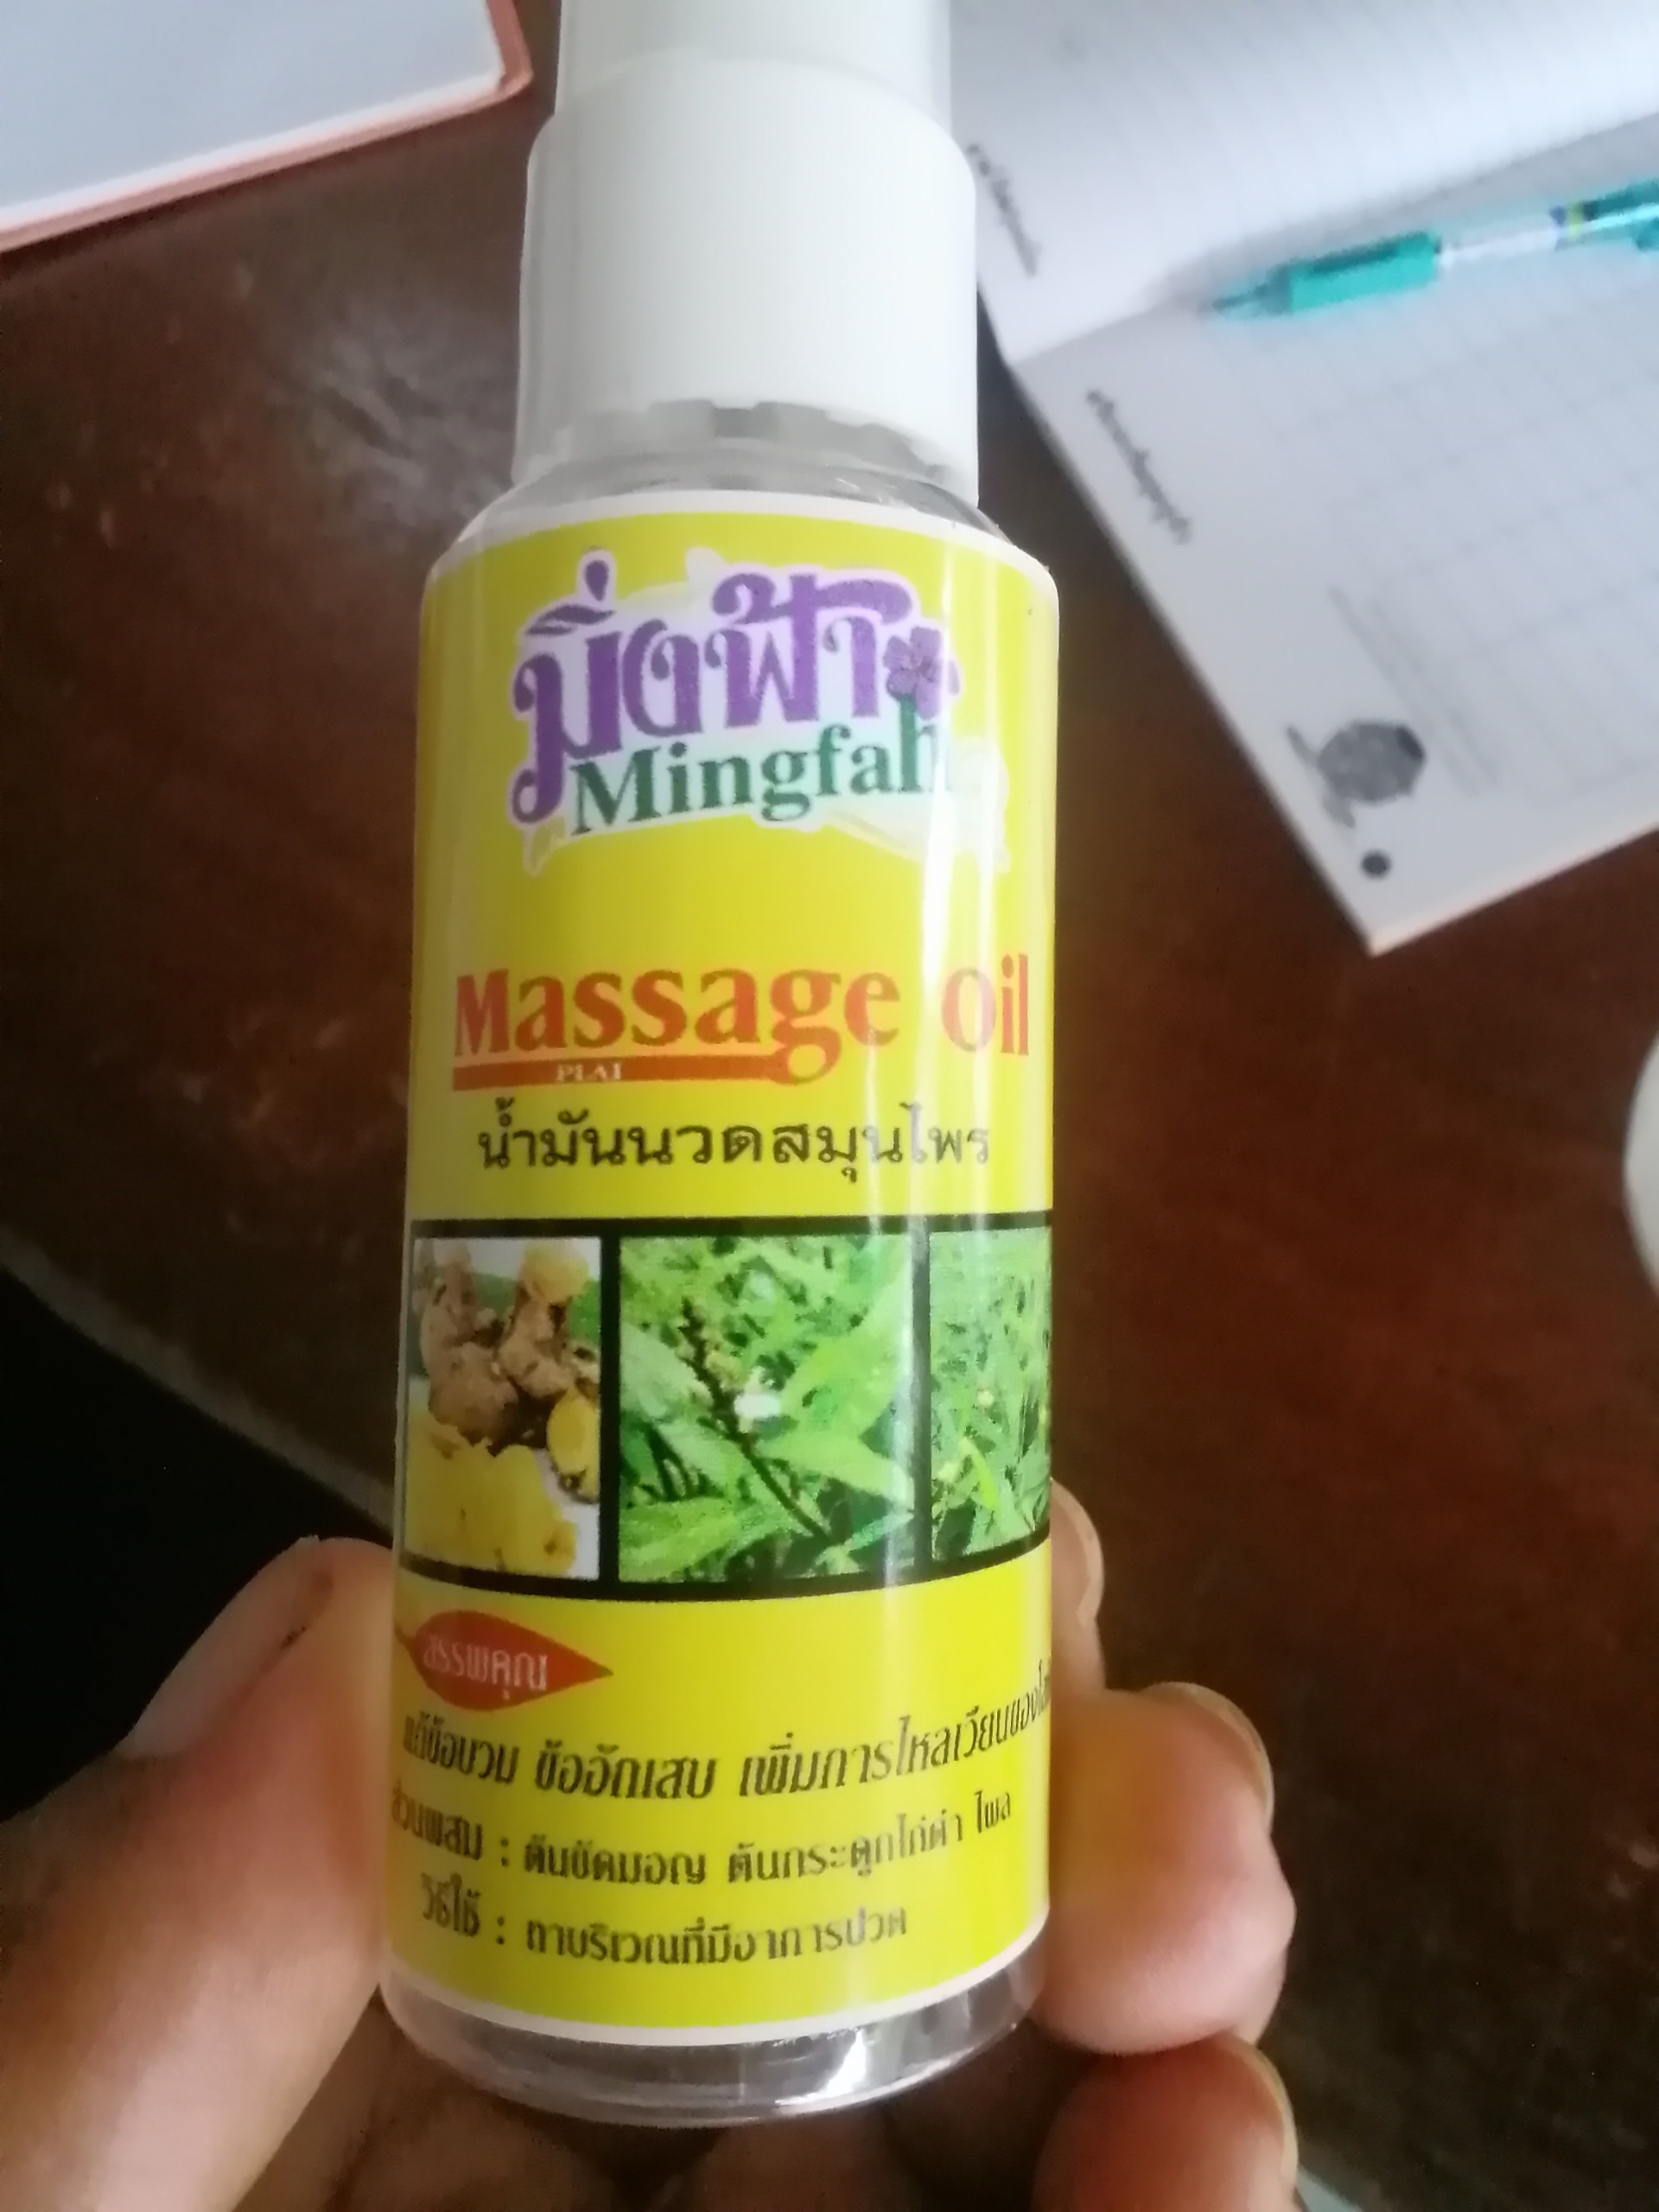 มิ่งฟ้า
Mingfah
Massage Oil
PLAI
น้ำมันนวดสมุนไพร
สรรพคุณ
แก้ข้อบวม ข้ออักเสบ เพิ่มการไหลเวียนของ
ส่วนผสม : ต้นขัดมอญ ต้นกระดูกไก่ดำ ไพล
วิธีใช้ : ทาบริเวณที่มีอาการปวด